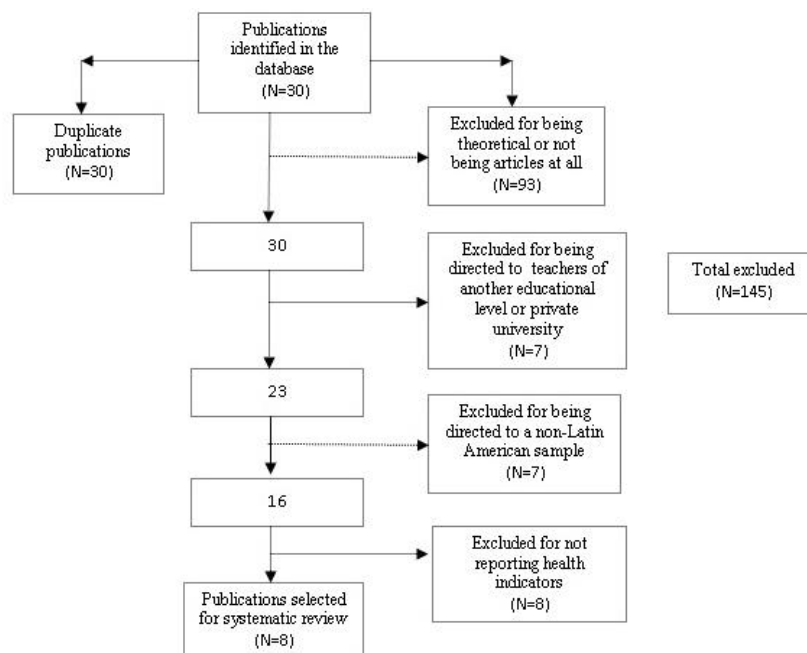 Publications
identified in the
database
(N=30)
Duplicate
publications
(N=30)
Excluded for being
theoretical or not
being articles at all
(N=93)
30
Excluded for being
directed to teachers of
another educational
level or private
university
(N=7)
Total excluded
(N=145)
23
Excluded for being
directed to a non-Latin
American sample
(N=7)
16
Excluded for not
reporting health
indicators
(N=8)
Publications selected
for systematic review
(N=8)